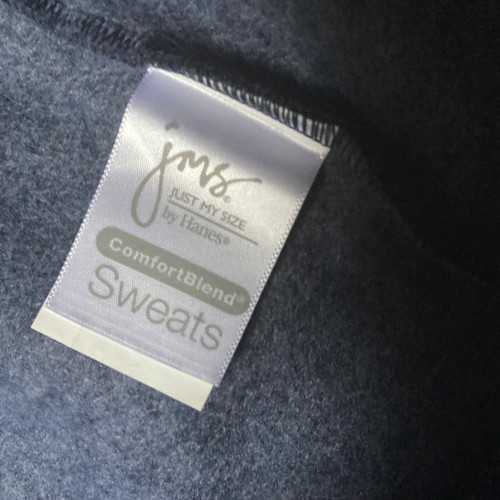 jms®
JUST MY SIZE
by Hanes®
ComfortBlend®
Sweats